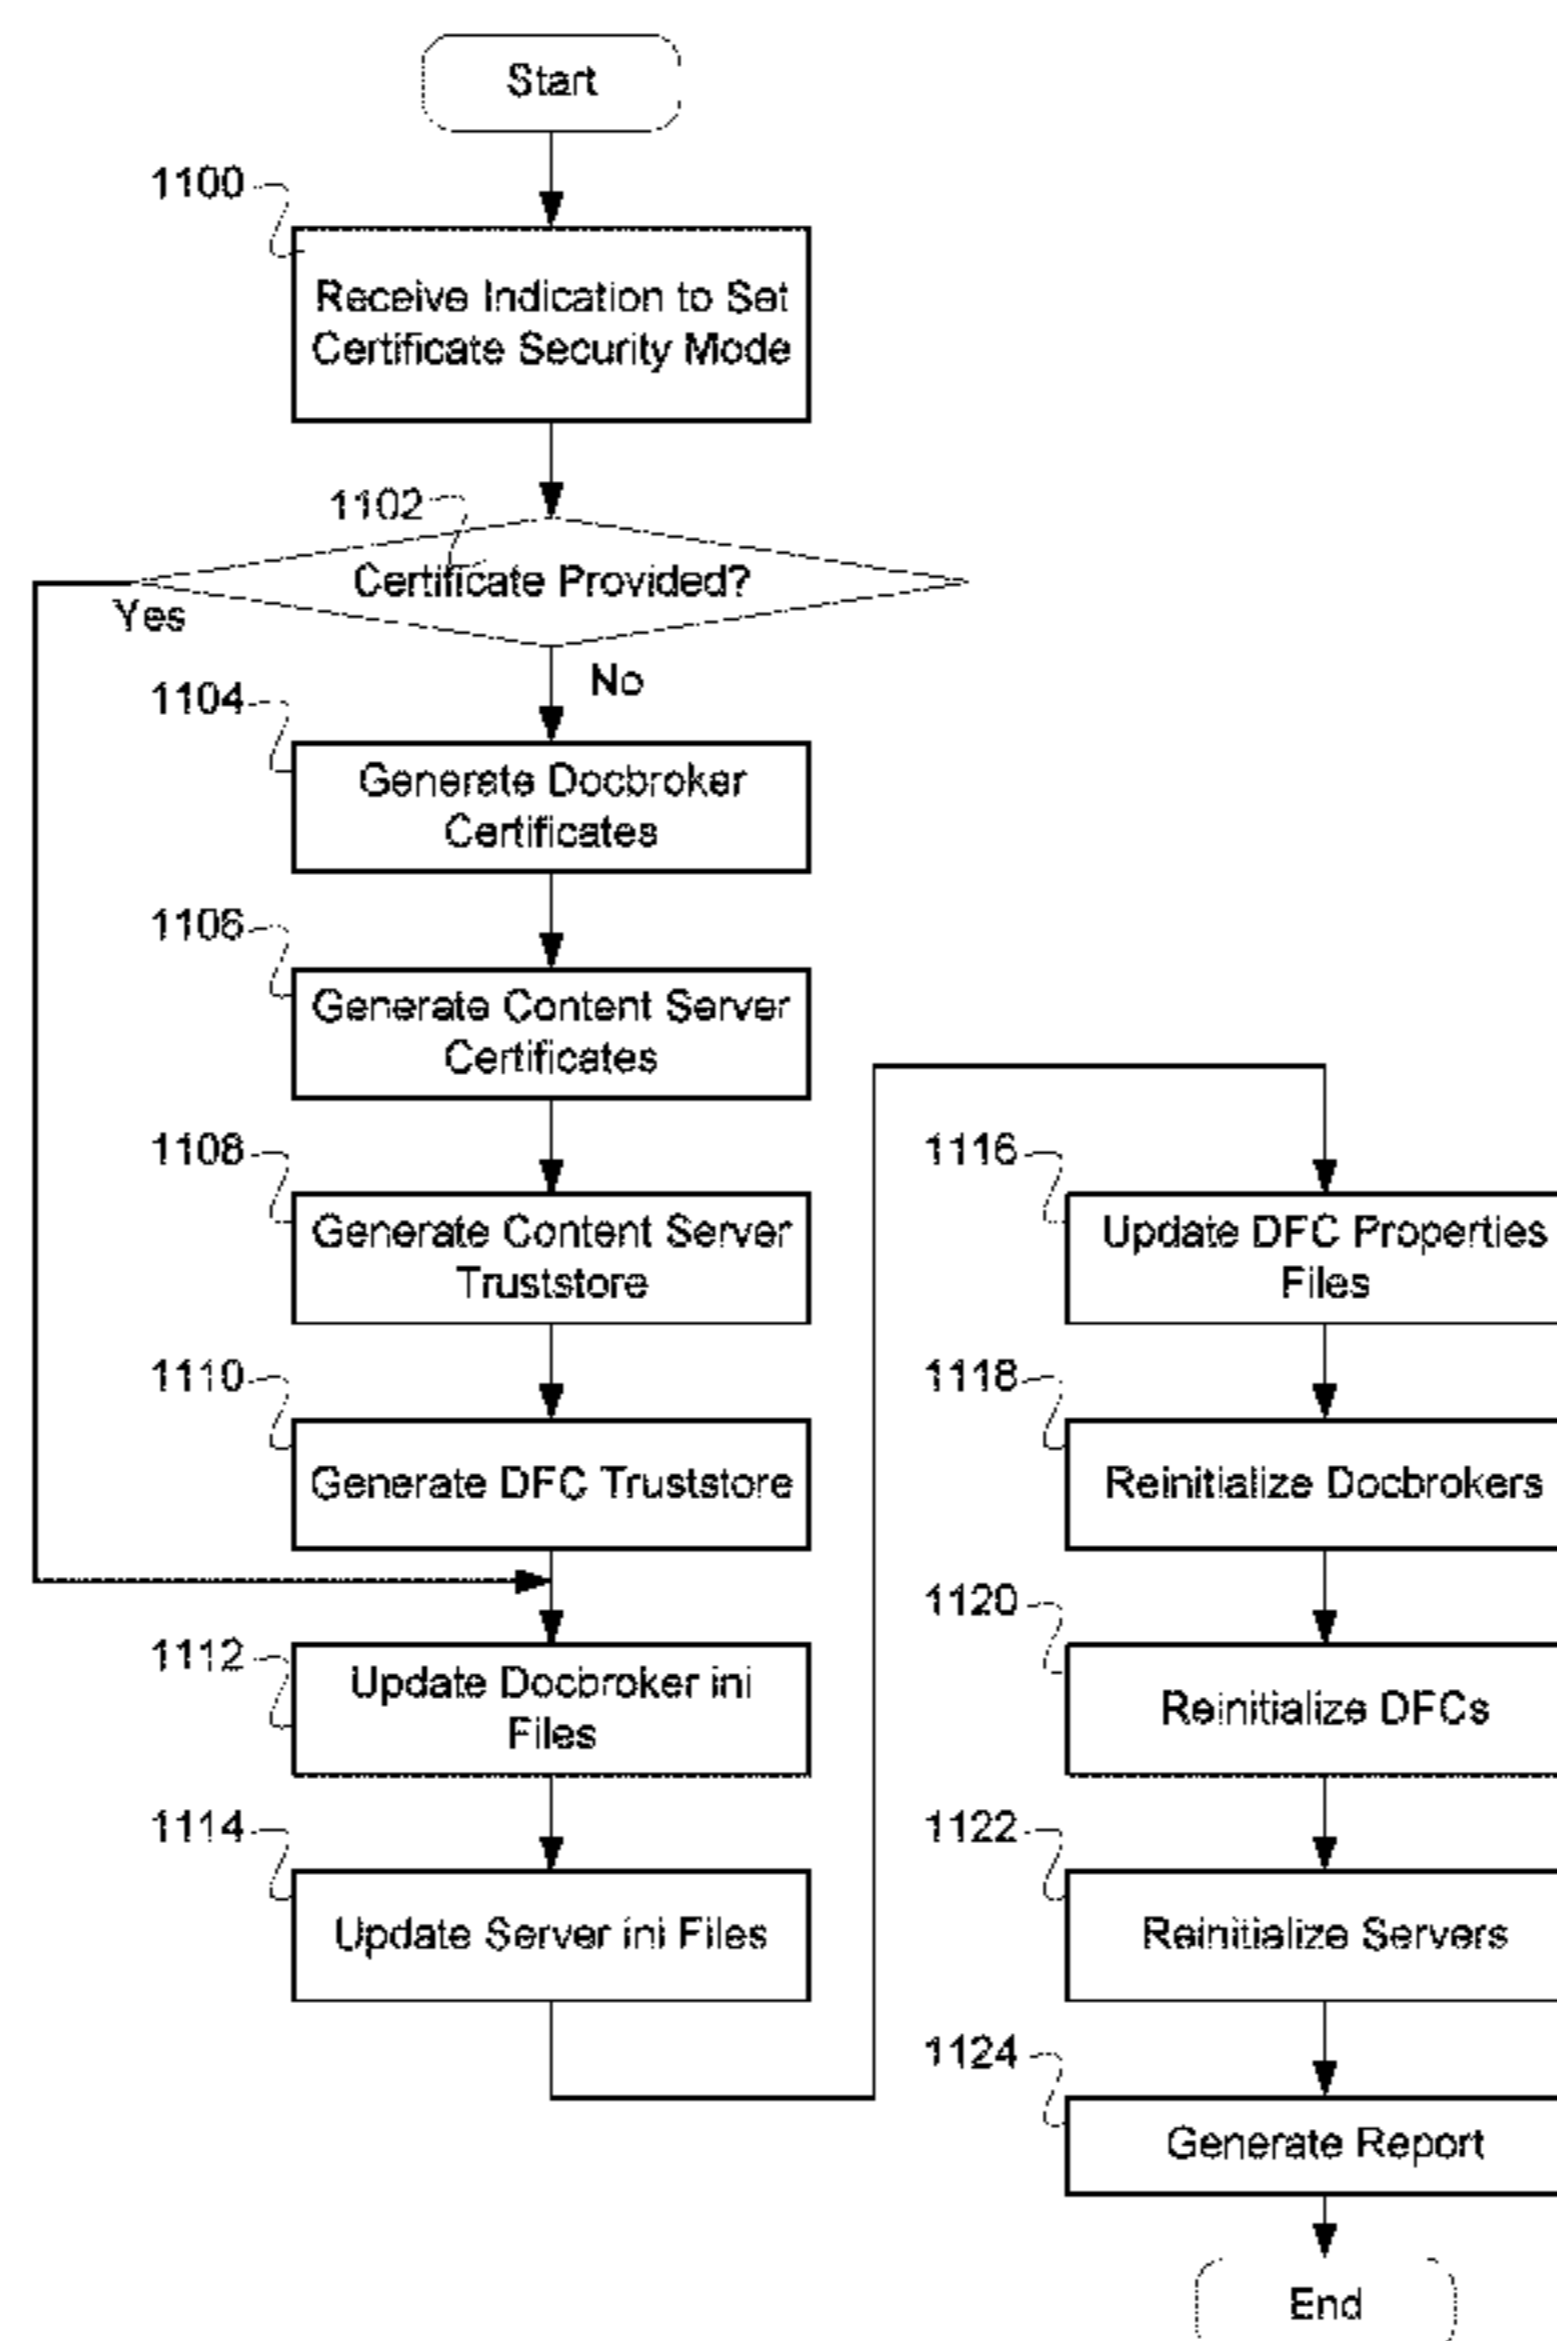 Start
1100
Receive Indication to Set
Certificate Security Mode
1102
Certificate Provided?
Yes
No
1104
Generate Docbroker
Certificates
1106
Generate Content Server
Certificates
1108
Generate Content Server
Truststore
1110
Generate DFC Truststore
1112
Update Docbroker ini
Files
1114
Update Server ini Files
1116
Update DFC Properties
Files
1118
Reinitialize Docbrokers
1120
Reinitialize DFCs
1122
Reinitialize Servers
1124
Generate Report
End